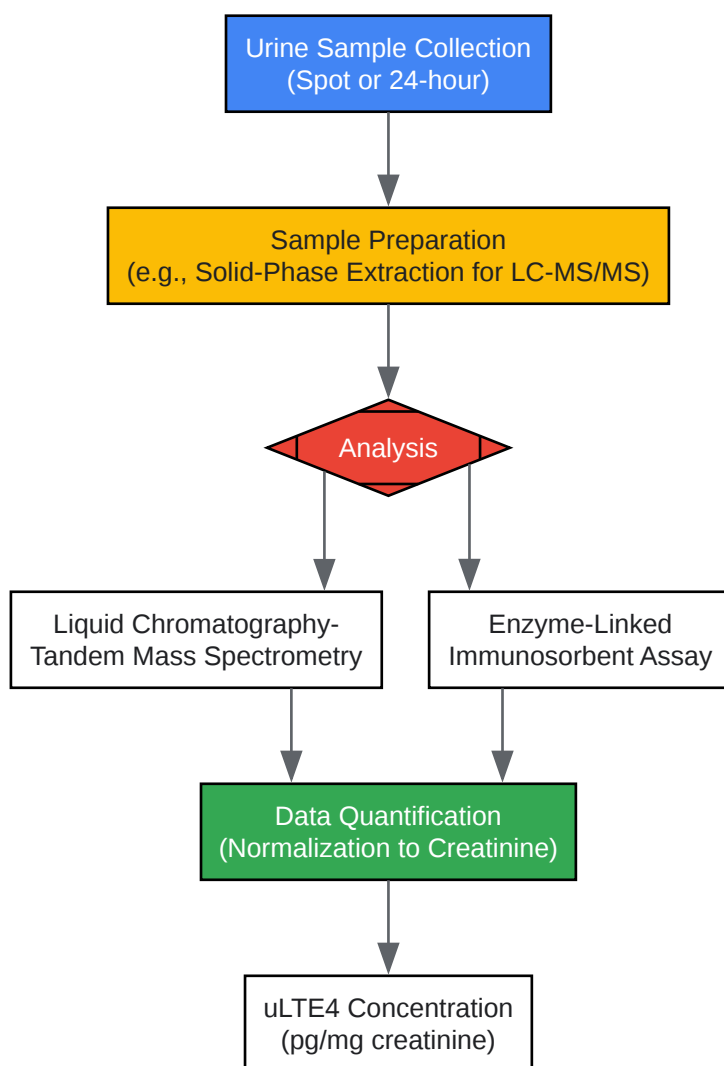 Urine Sample Collection
(Spot or 24-hour)
Sample Preparation
(e.g., Solid-Phase Extraction for LC-MS/MS)
Analysis
Liquid Chromatography-
Tandem Mass Spectrometry
Enzyme-Linked
Immunosorbent Assay
Data Quantification
(Normalization to Creatinine)
uLTE4 Concentration
(pg/mg creatinine)